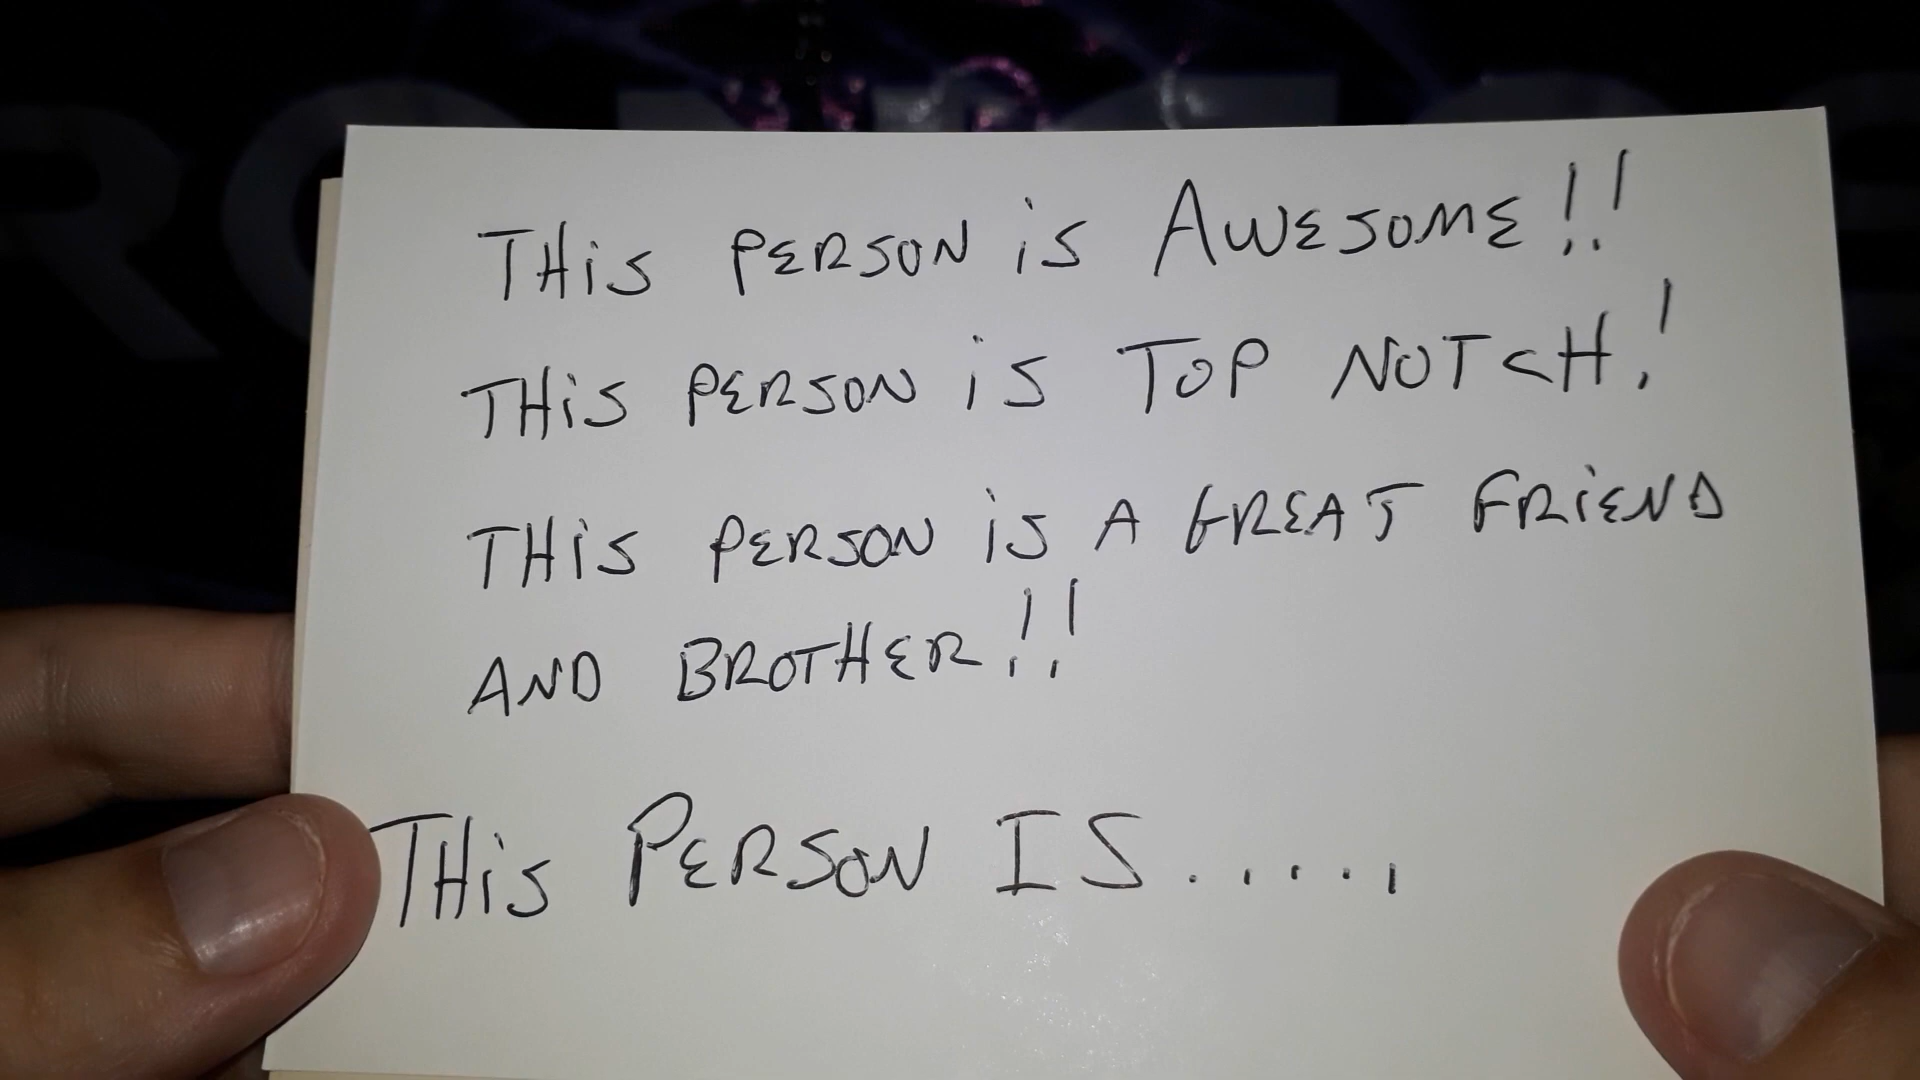 THiS PERSON iS AWESOME!!
THiS PERSON iS TOP NOTCH!
THiS PERSON iS A GREAT FRiEND
AND BROTHER!!
THiS PERSON IS.....